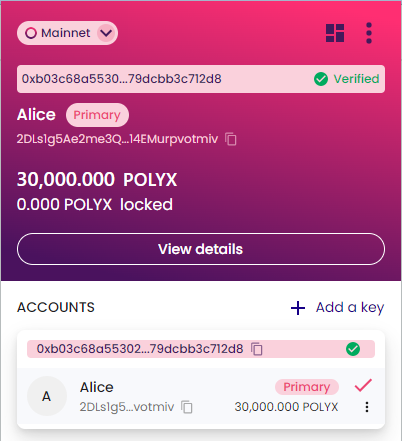 Mainnet
0xb03c68a5530...79dcbb3c712d8 Verified
Alice Primary
2DLs1g5Ae2me3Q...14EMurpvotmiv
30,000.000 POLYX
0.000 POLYX locked
View details
ACCOUNTS Add a key
0xb03c68a55302...79dcbb3c712d8
A Alice Primary
2DLs1g5...votmiv 30,000.000 POLYX